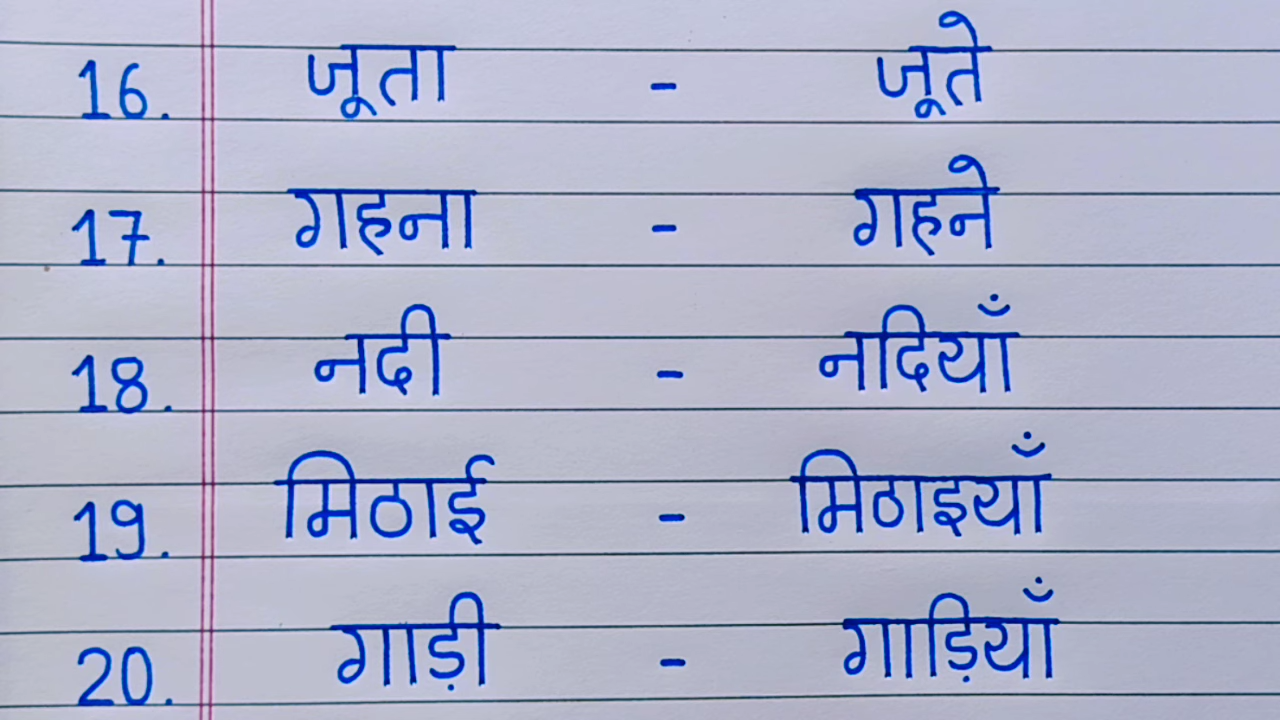 16. जूता - जूते
17. गहना - गहने
18. नदी - नदियाँ
19. मिठाई - मिठाइयाँ
20. गाड़ी - गाड़ियाँ